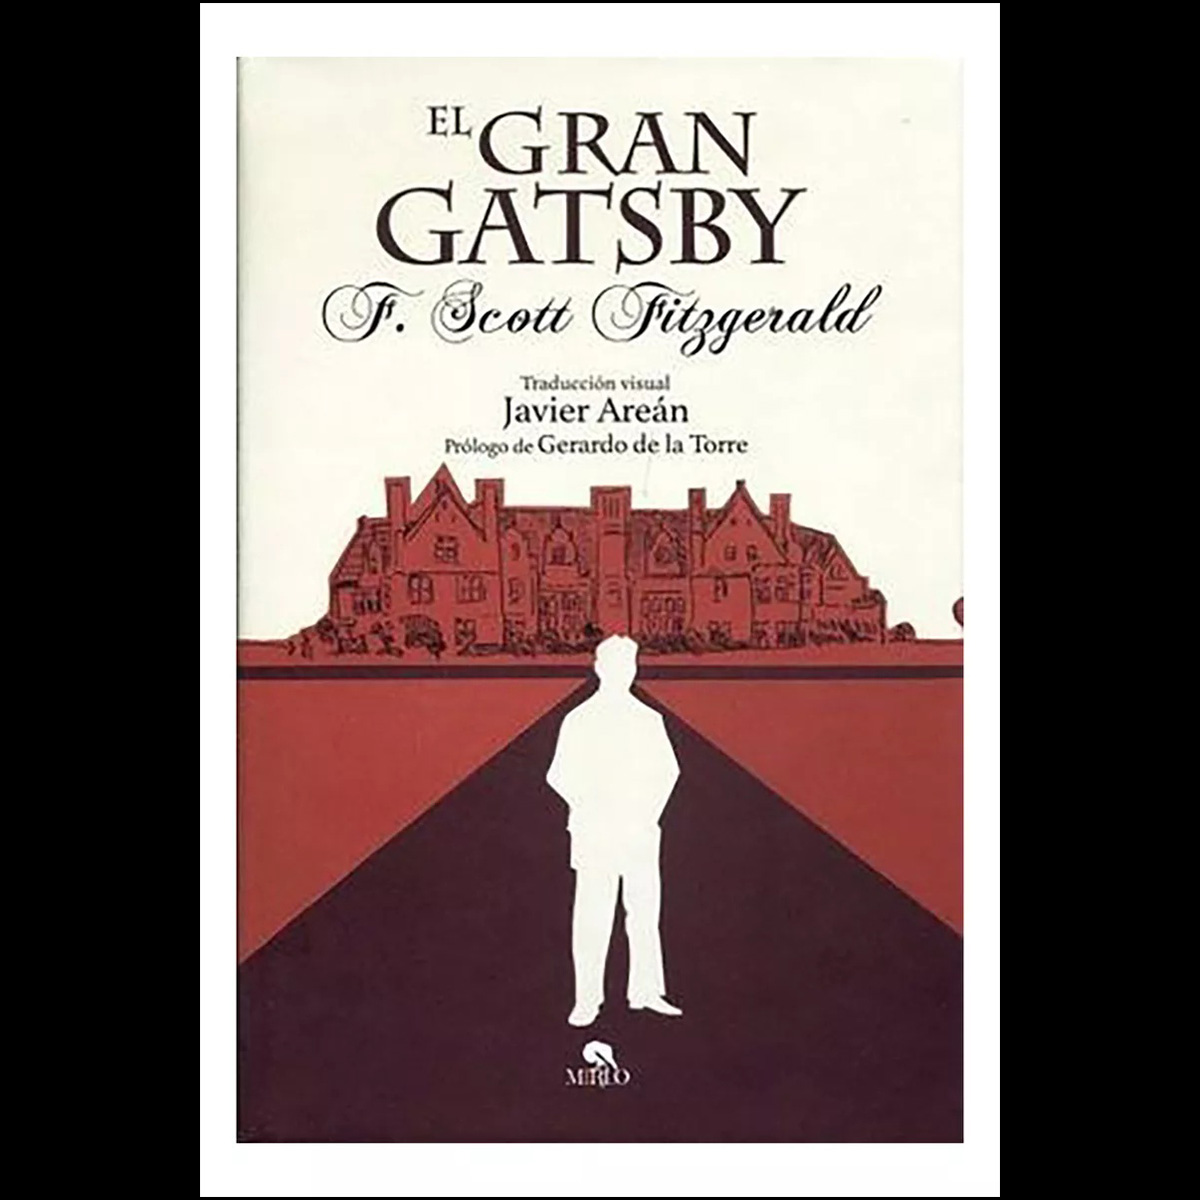 EL GRAN
GATSBY
F. Scott Fitzgerald
Traducción visual
Javier Areán
Prólogo de Gerardo de la Torre
MIRLO